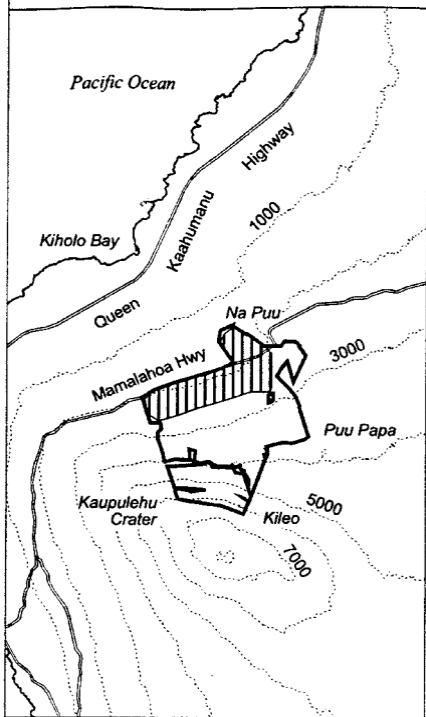 Pacific Ocean
Highway
Kaahumanu
Queen
1000
Kiholo Bay
Na Puu
Mamalahoa Hwy
3000
Puu Papa
Kaupulehu
Crater
Kileo
5000
7000